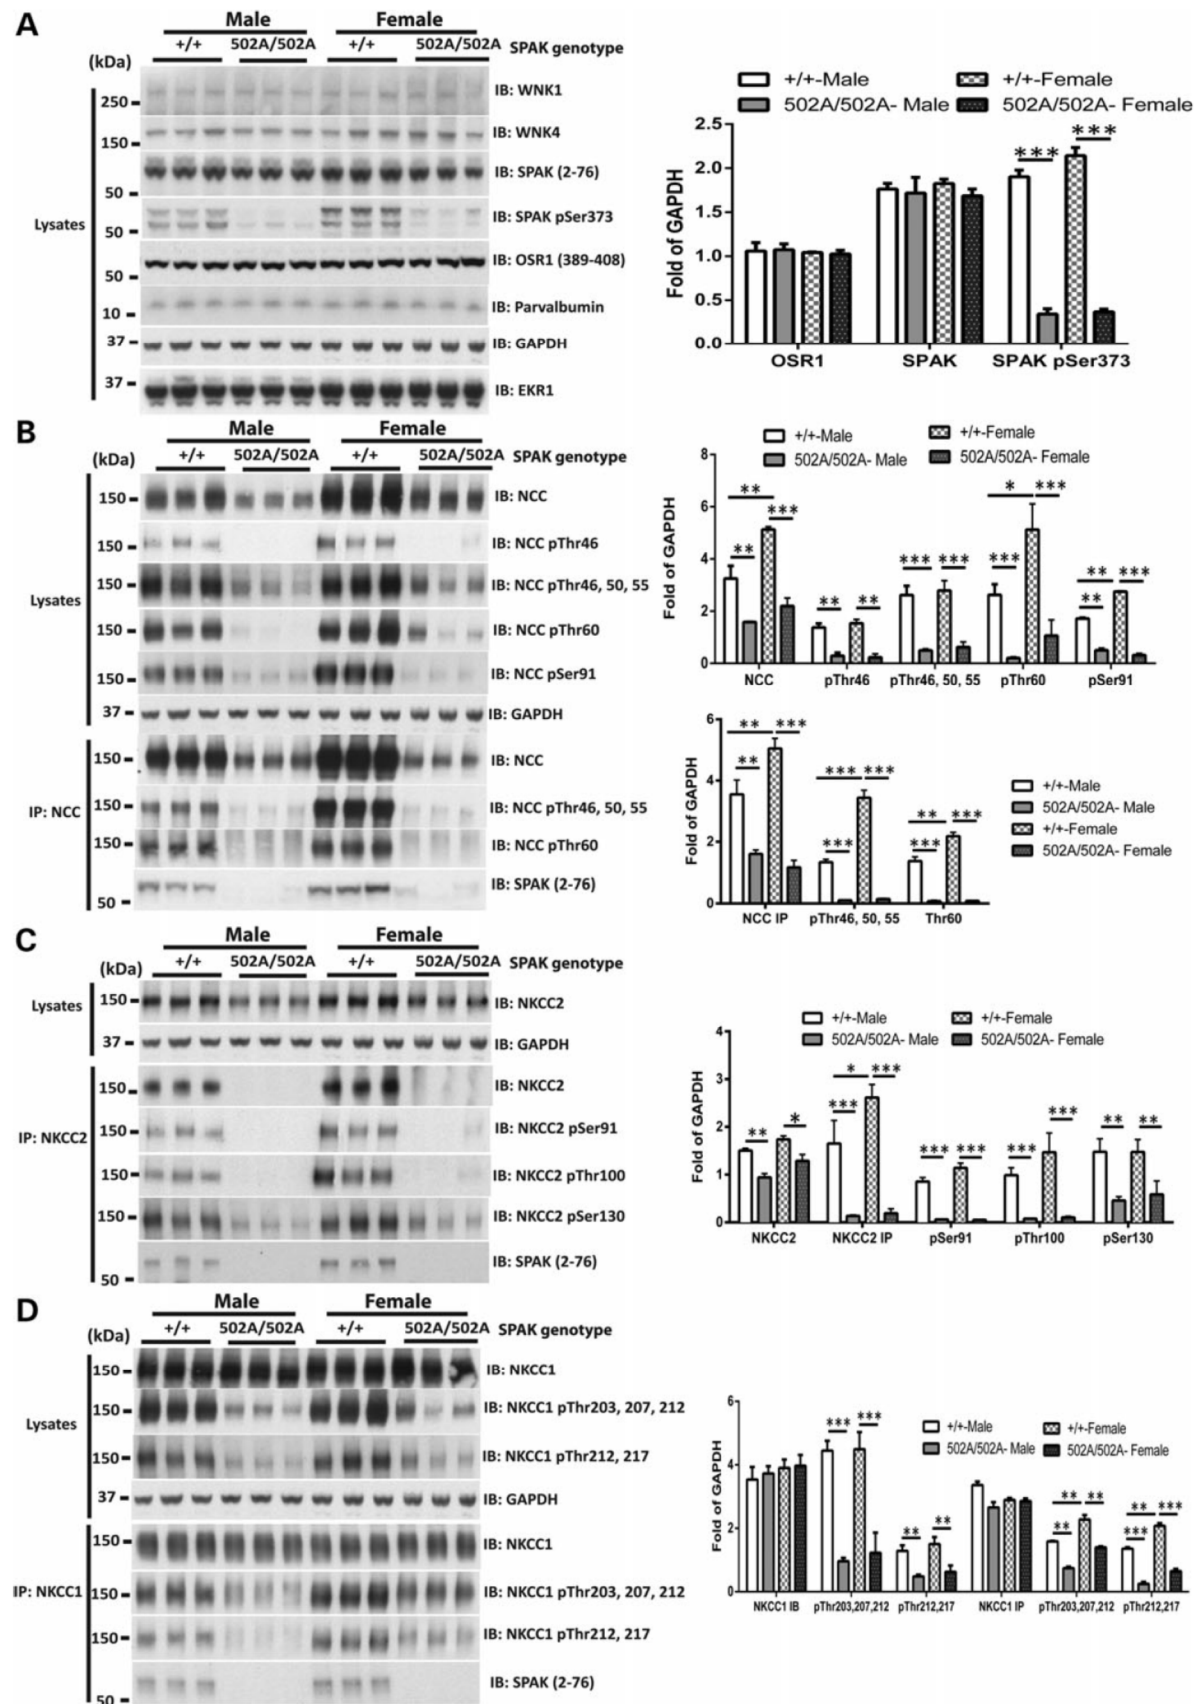 A
Male Female
+/+ 502A/502A +/+ 502A/502A SPAK genotype
(kDa)
Lysates
250
150
50
50
50
10
37
37
IB: WNK1
IB: WNK4
IB: SPAK (2-76)
IB: SPAK pSer373
IB: OSR1 (389-408)
IB: Parvalbumin
IB: GAPDH
IB: EKR1
+/+-Male +/+-Female
502A/502A- Male 502A/502A- Female
Fold of GAPDH
2.5
2.0
1.5
1.0
0.5
0.0
*** ***
OSR1 SPAK SPAK pSer373
B
Male Female
+/+ 502A/502A +/+ 502A/502A SPAK genotype
(kDa)
Lysates
150 IB: NCC
IB: NCC pThr46
150
150 IB: NCC pThr46, 50, 55
150 IB: NCC pThr60
150 IB: NCC pSer91
37 IB: GAPDH
IP: NCC
150 IB: NCC
150 IB: NCC pThr46, 50, 55
150 IB: NCC pThr60
IB: SPAK (2-76)
50
+/+-Male +/+-Female
502A/502A- Male 502A/502A- Female
Fold of GAPDH
8
6
4
2
0
** ** *** ** ** *** *** * *** *** ** ** ***
NCC pThr46 pThr46, 50, 55 pThr60 pSer91
Fold of GAPDH
6
4
2
0
** ** *** *** *** *** ** *** ***
NCC IP pThr46, 50, 55 Thr60
+/+-Male
502A/502A- Male
+/+-Female
502A/502A- Female
C
Male Female
+/+ 502A/502A +/+ 502A/502A SPAK genotype
(kDa)
Lysates
150 IB: NKCC2
37 IB: GAPDH
IP: NKCC2
150 IB: NKCC2
150 IB: NKCC2 pSer91
150 IB: NKCC2 pThr100
150 IB: NKCC2 pSer130
IB: SPAK (2-76)
50
+/+-Male +/+-Female
502A/502A- Male 502A/502A- Female
Fold of GAPDH
4
3
2
1
0
** * * *** *** *** *** *** *** ** **
NKCC2 NKCC2 IP pSer91 pThr100 pSer130
D
Male Female
+/+ 502A/502A +/+ 502A/502A SPAK genotype
(kDa)
Lysates
150 IB: NKCC1
150 IB: NKCC1 pThr203, 207, 212
150 IB: NKCC1 pThr212, 217
37 IB: GAPDH
IP: NKCC1
150 IB: NKCC1
150 IB: NKCC1 pThr203, 207, 212
150 IB: NKCC1 pThr212, 217
IB: SPAK (2-76)
50
+/+-Male +/+-Female
502A/502A- Male 502A/502A- Female
Fold of GAPDH
6
4
2
0
*** *** ** ** ** ** ** ** *** ***
NKCC1 IB pThr203,207,212 pThr212,217 NKCC1 IP pThr203,207,212 pThr212,217